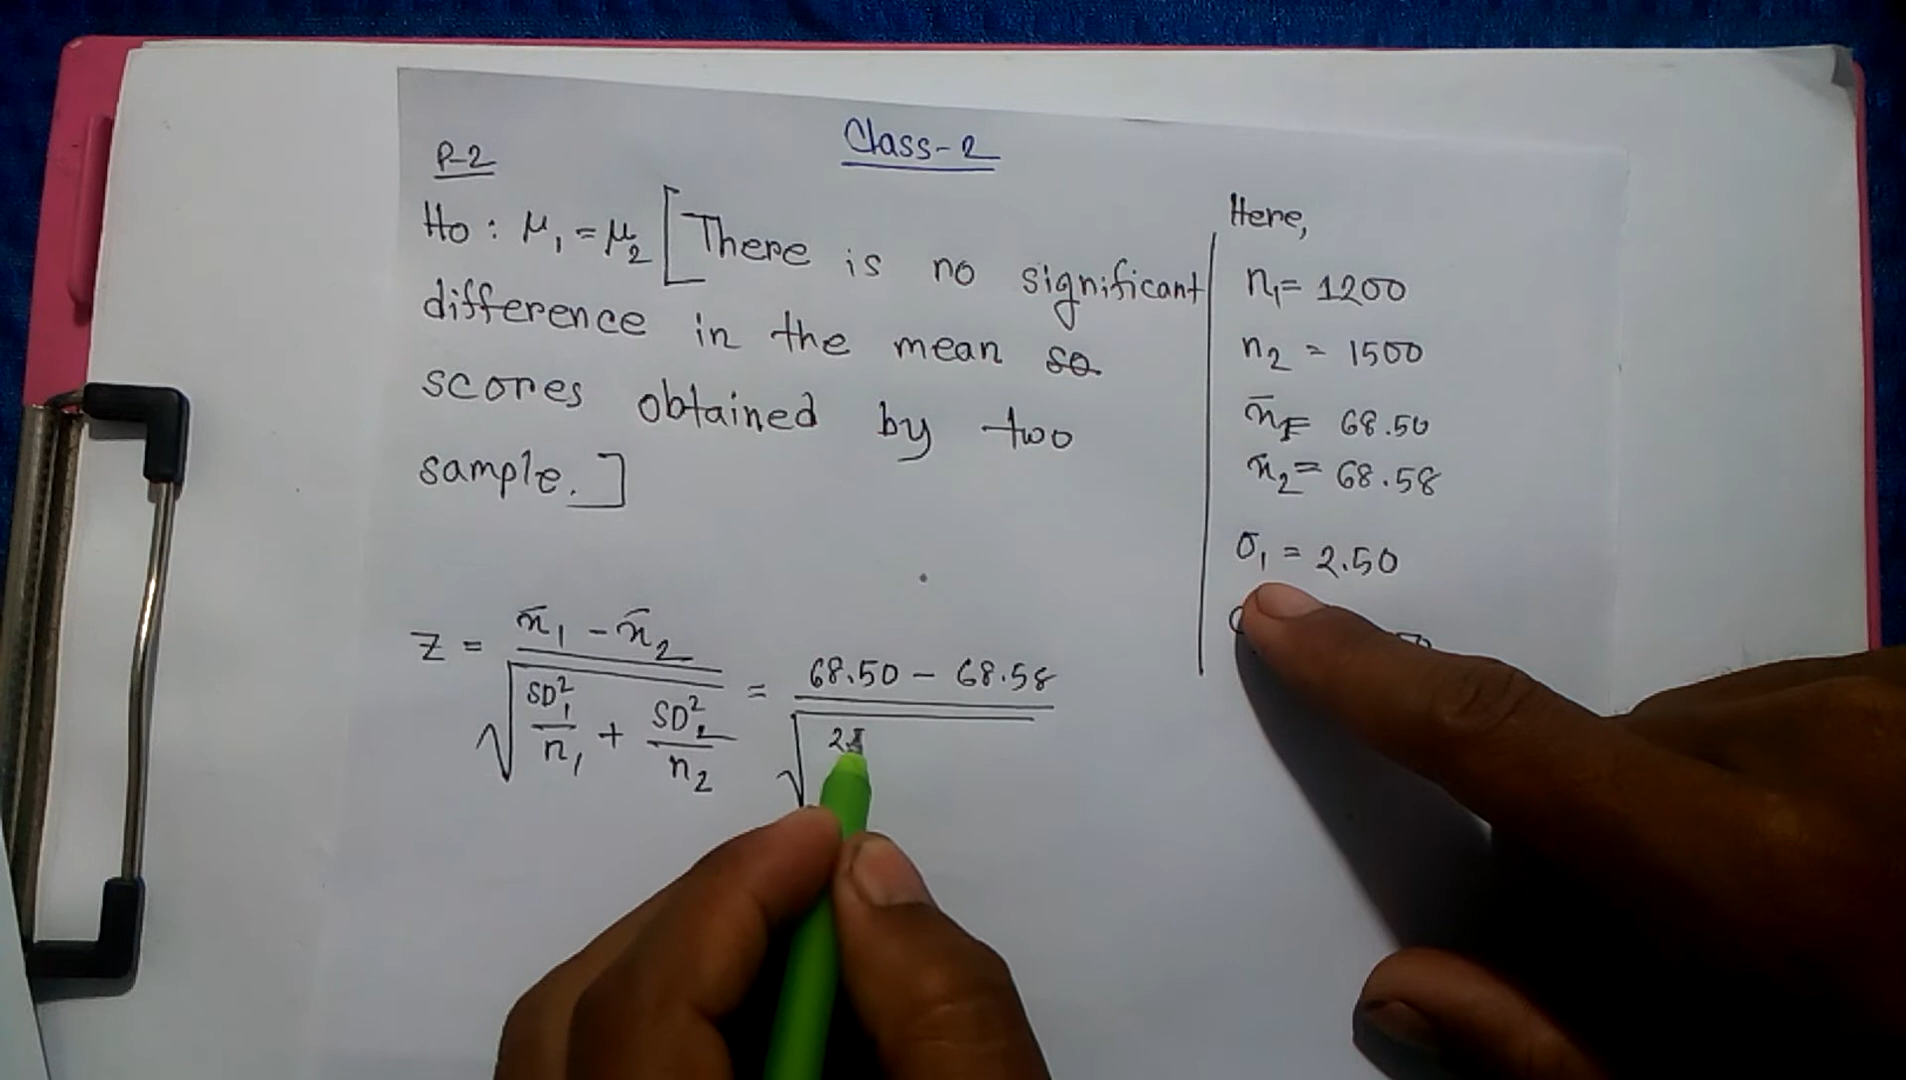 Class-2
P-2
Ho : μ₁ = μ₂ [There is no significant
difference in the mean so
scores obtained by two
sample.]
z = x̄₁ - x̄₂ / √(SD₁²/n₁ + SD₂²/n₂) = 68.50 - 68.58 / √
Here,
n₁ = 1200
n₂ = 1500
x̄₁ = 68.50
x̄₂ = 68.58
σ₁ = 2.50